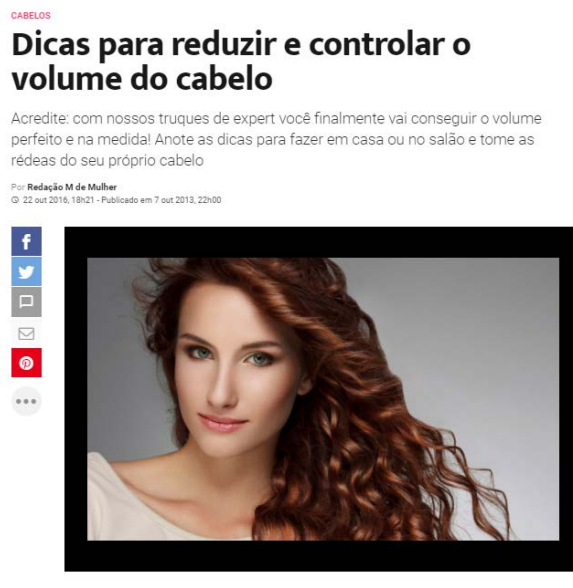 CABELOS
Dicas para reduzir e controlar o
volume do cabelo
Acredite: com nossos truques de expert você finalmente vai conseguir o volume
perfeito e na medida! Anote as dicas para fazer em casa ou no salão e tome as
rédeas do seu próprio cabelo
Por Redação M de Mulher
22 out 2016, 18h21 - Publicado em 7 out 2013, 22h00